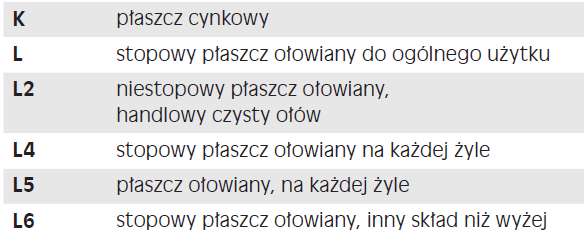 K płaszcz cynkowy
L stopowy płaszcz ołowiany do ogólnego użytku
L2 niestopowy płaszcz ołowiany,
handlowy czysty ołów
L4 stopowy płaszcz ołowiany na każdej żyle
L5 płaszcz ołowiany, na każdej żyle
L6 stopowy płaszcz ołowiany, inny skład niż wyżej